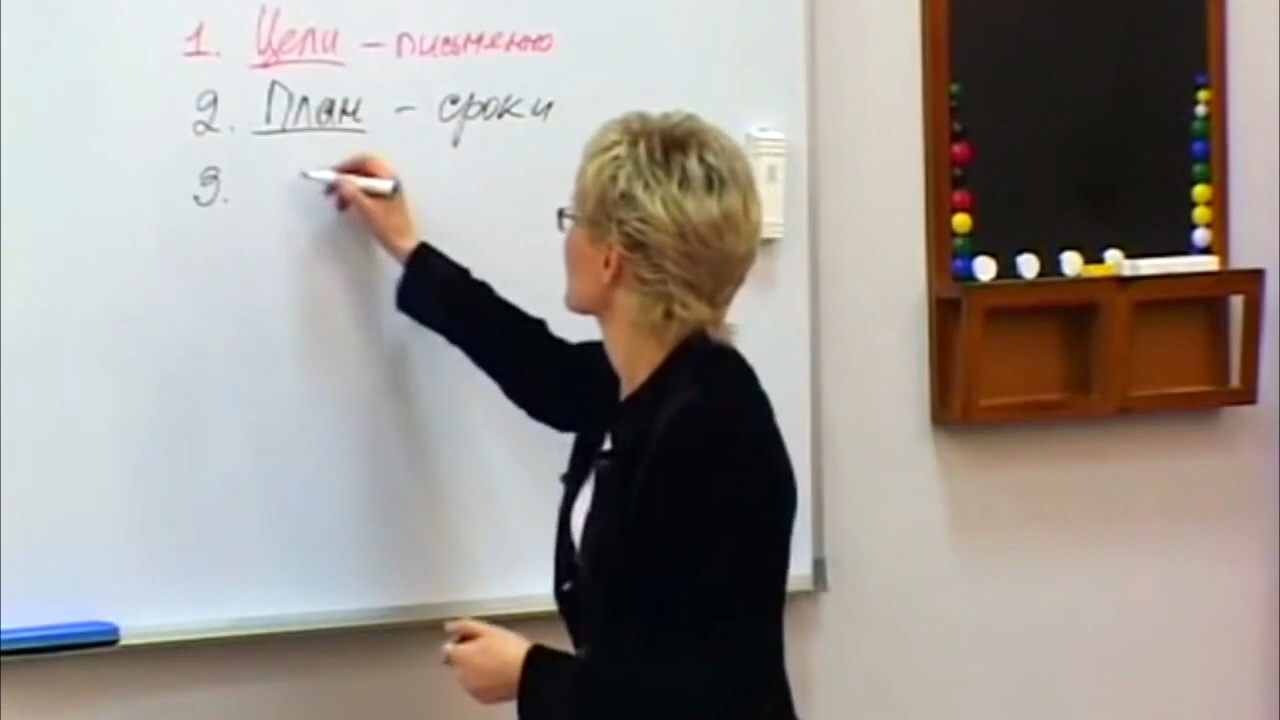 1. Цели - письменно
2. План - сроки
3.